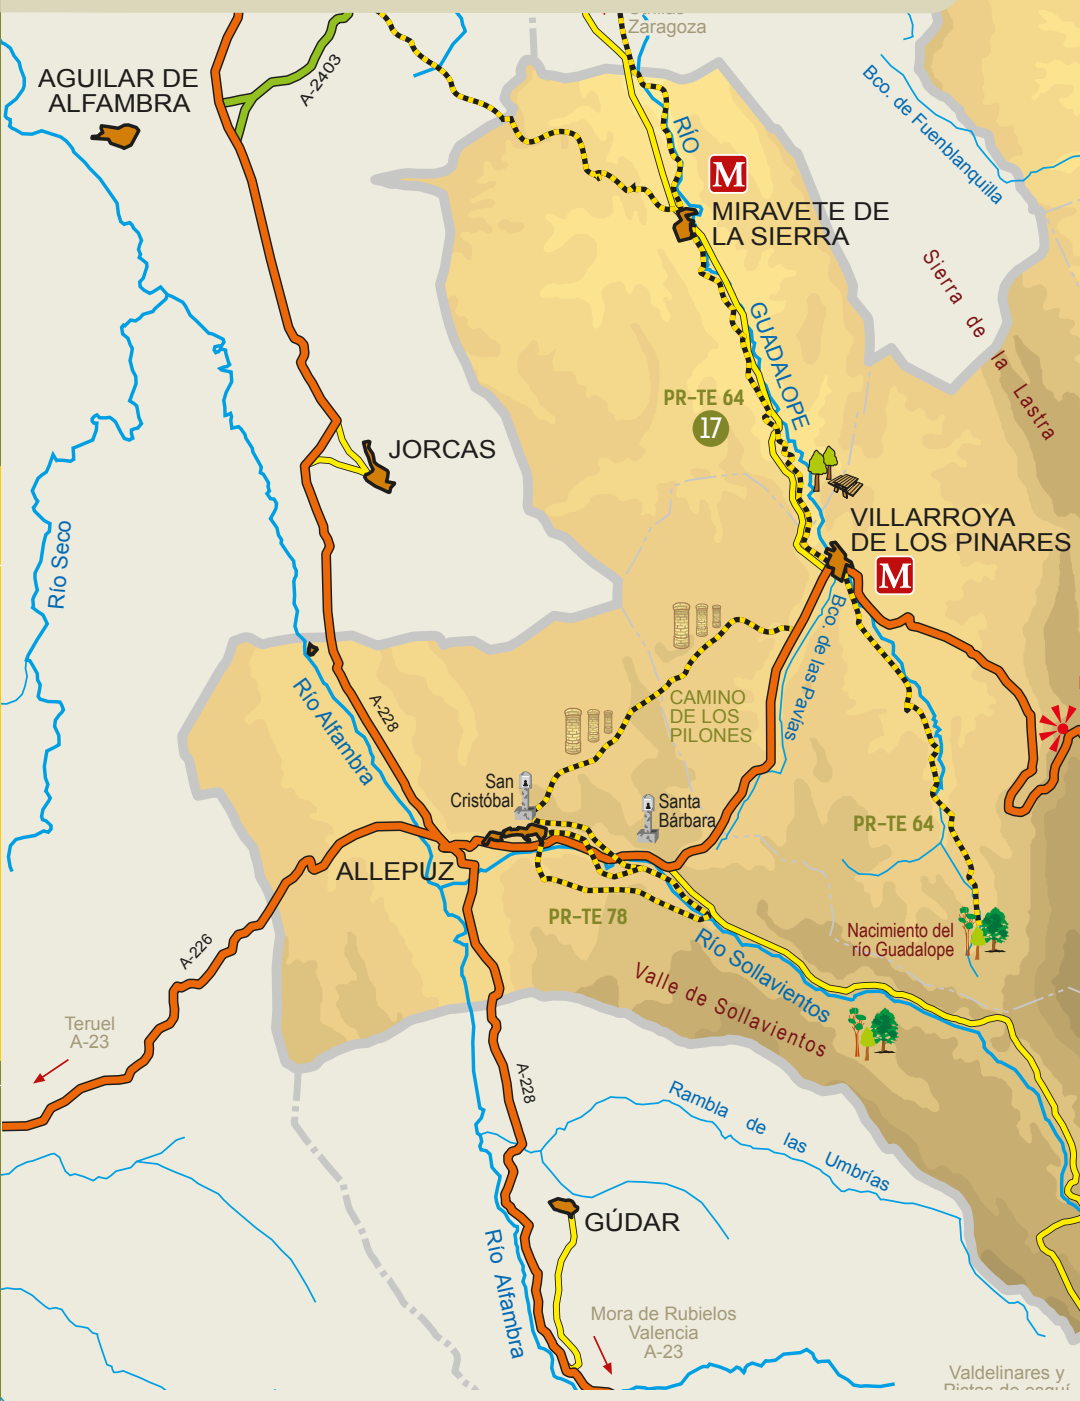 Zaragoza
AGUILAR DE
ALFAMBRA
A-2403
RÍO
Bco. de Fuenblanquilla
M
MIRAVETE DE
LA SIERRA
Sierra de la Lastra
GUADALOPE
PR-TE 64
17
JORCAS
VILLARROYA
DE LOS PINARES
M
Río Seco
Bco. de las Pavías
Río Alfambra
A-228
CAMINO
DE LOS
PILONES
San
Cristóbal
Santa
Bárbara
PR-TE 64
ALLEPUZ
PR-TE 78
Nacimiento del
río Guadalope
A-226
Río Sollavientos
Valle de Sollavientos
Teruel
A-23
A-228
Rambla de las Umbrías
GÚDAR
Río Alfambra
Mora de Rubielos
Valencia
A-23
Valdelinares y
Pistas de esquí